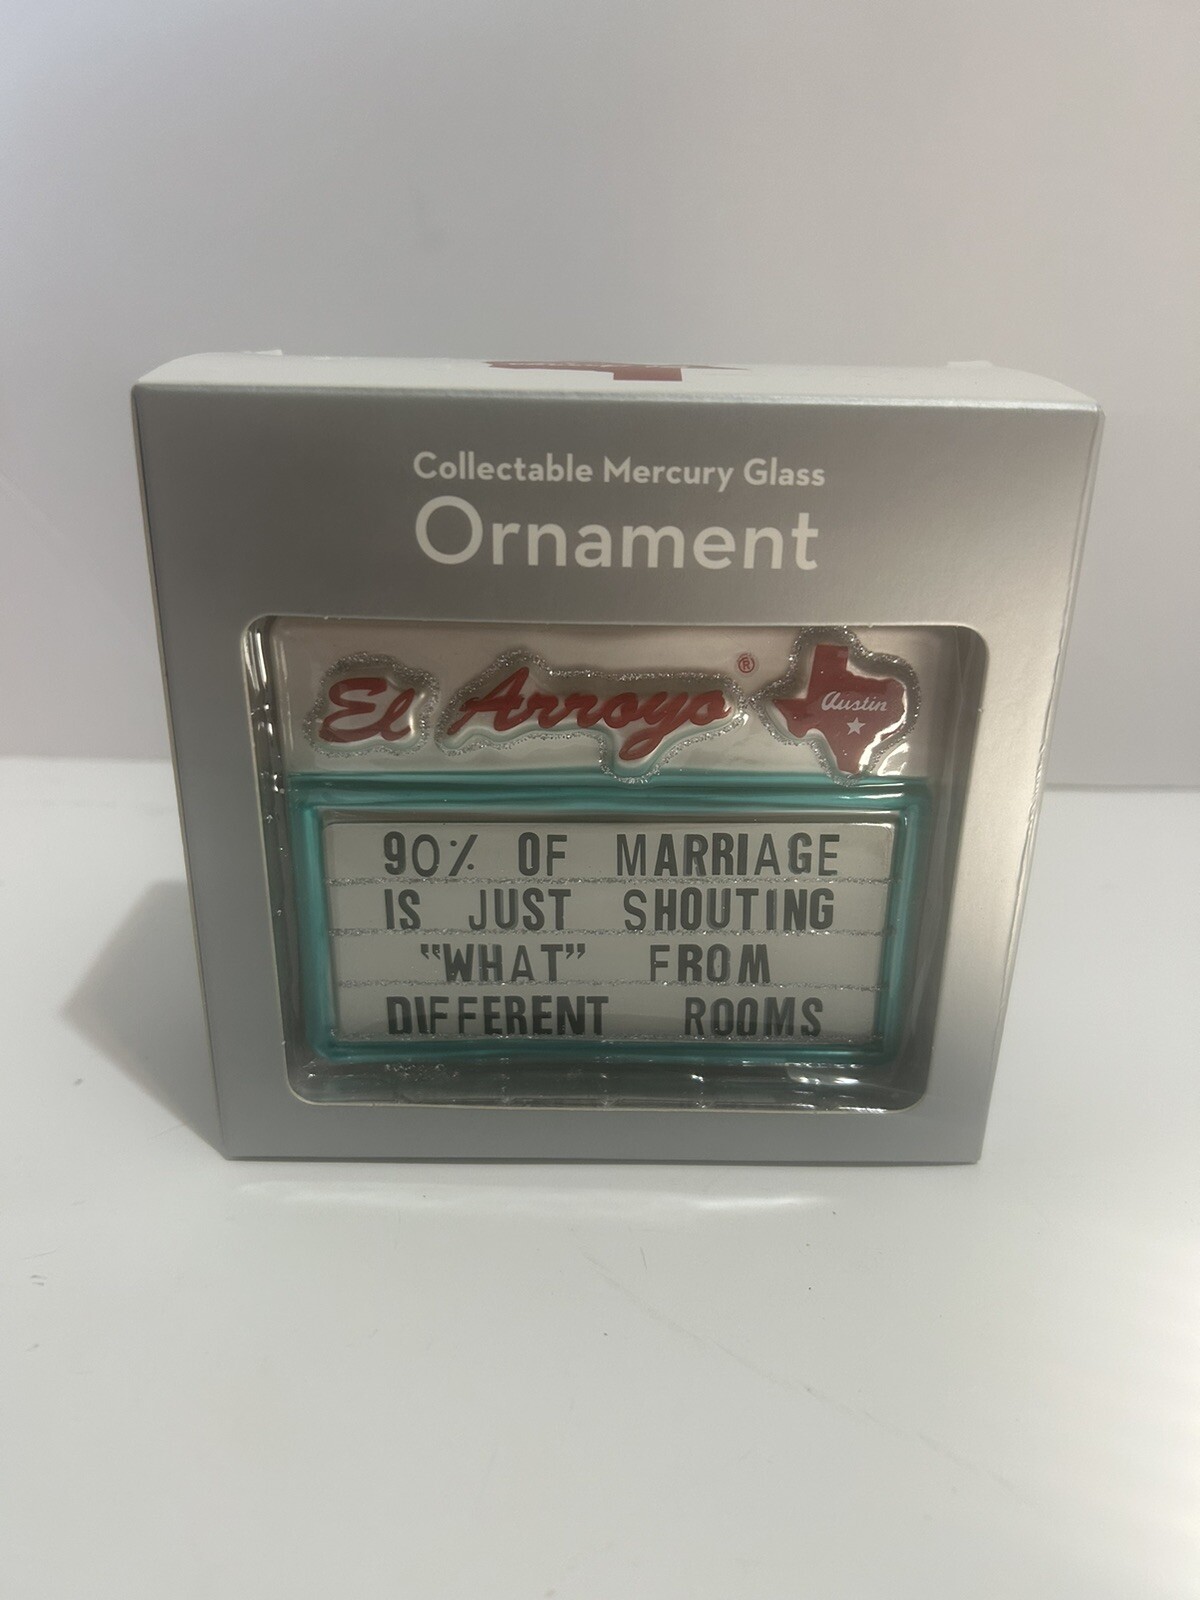 Collectable Mercury Glass
Ornament
El Arroyo®
Austin
90% OF MARRIAGE
IS JUST SHOUTING
“WHAT” FROM
DIFFERENT ROOMS